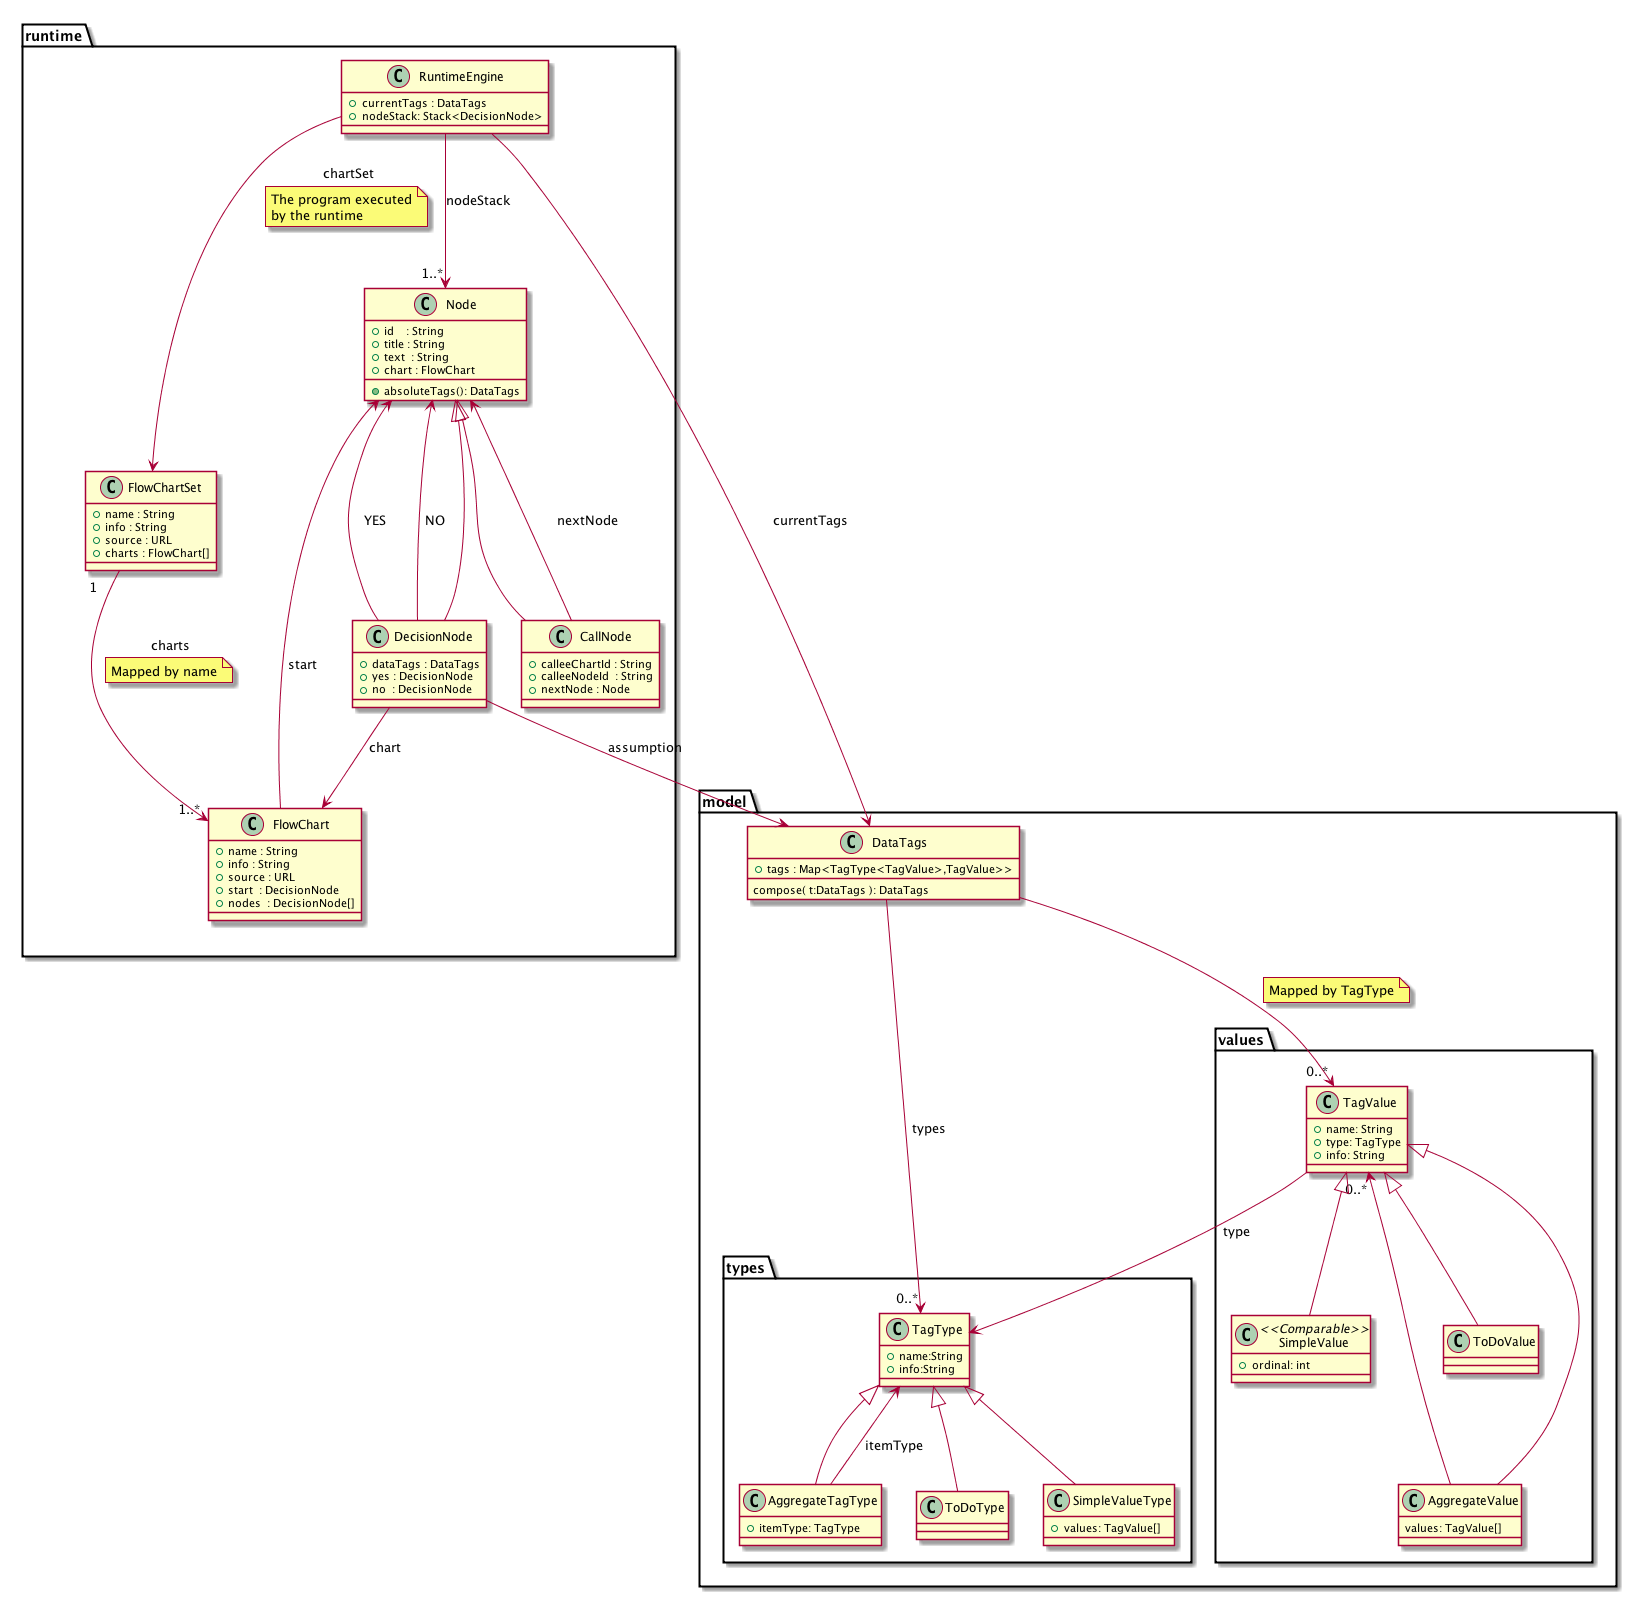 runtime
C RuntimeEngine
currentTags : DataTags
nodeStack: Stack<DecisionNode>
chartSet
The program executed
by the runtime
nodeStack
1..*
C Node
id : String
title : String
text : String
chart : FlowChart
absoluteTags(): DataTags
C FlowChartSet
name : String
info : String
source : URL
charts : FlowChart[]
YES
NO
nextNode
currentTags
1
charts
Mapped by name
start
C DecisionNode
dataTags : DataTags
yes : DecisionNode
no : DecisionNode
C CallNode
calleeChartId : String
calleeNodeId : String
nextNode : Node
chart
assumption
1..*
C FlowChart
name : String
info : String
source : URL
start : DecisionNode
nodes : DecisionNode[]
model
C DataTags
tags : Map<TagType<TagValue>,TagValue>>
compose( t:DataTags ): DataTags
Mapped by TagType
values
0..*
C TagValue
name: String
type: TagType
info: String
types
0..*
type
types
0..*
C TagType
name:String
info:String
C <<Comparable>>
SimpleValue
ordinal: int
C ToDoValue
itemType
C AggregateTagType
itemType: TagType
C ToDoType
C SimpleValueType
values: TagValue[]
C AggregateValue
values: TagValue[]